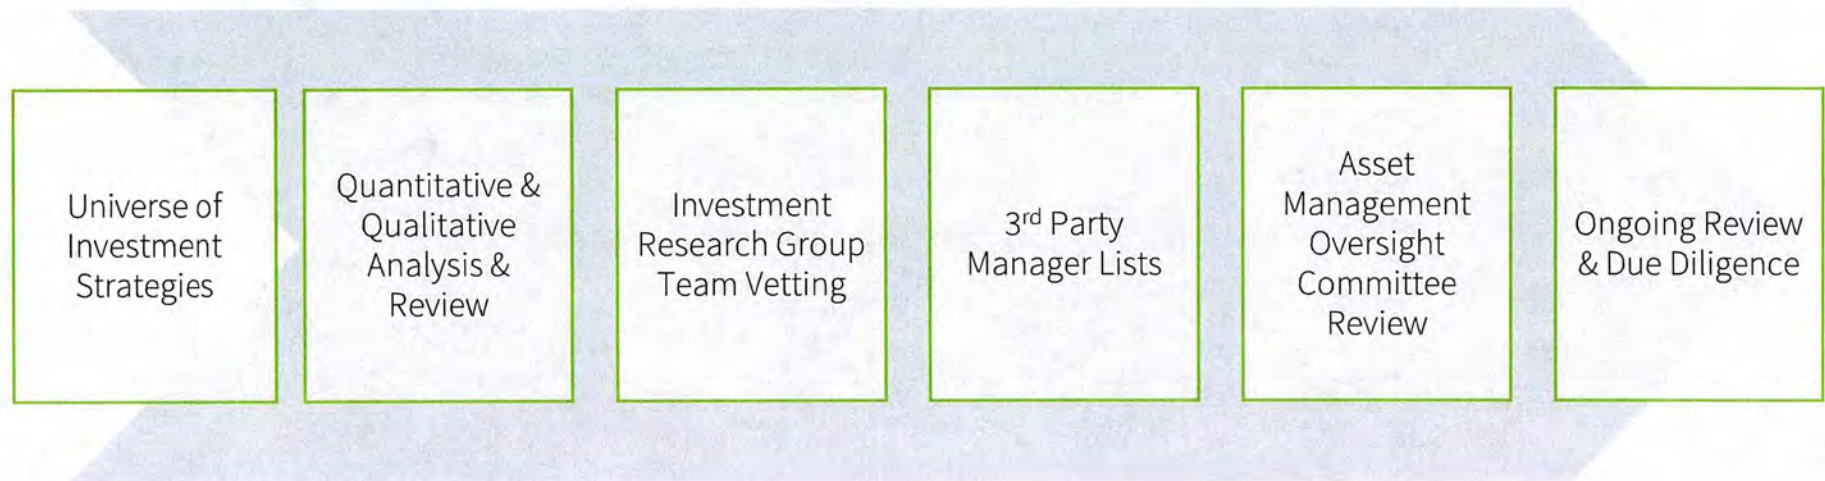 Universe of
Investment
Strategies
Quantitative &
Qualitative
Analysis &
Review
Investment
Research Group
Team Vetting
3rd Party
Manager Lists
Asset
Management
Oversight
Committee
Review
Ongoing Review
& Due Diligence